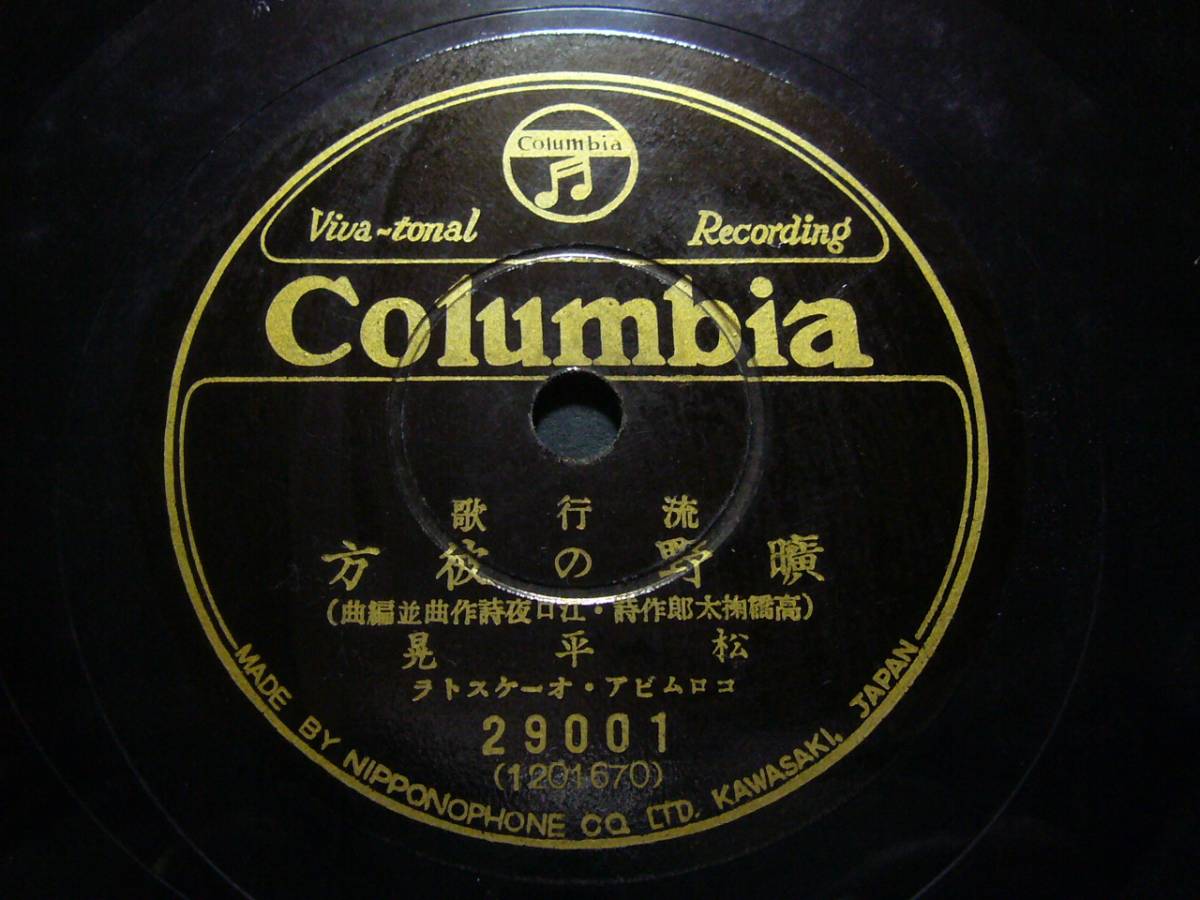 Columbia
Viva-tonal Recording
Columbia
流行歌
曠野の彼方
(高橋掬太郎作詩・江口夜詩作曲並編曲)
松平晃
コロムビア・オーケストラ
29001
(1201670)
MADE BY NIPPONOPHONE CO. LTD. KAWASAKI, JAPAN